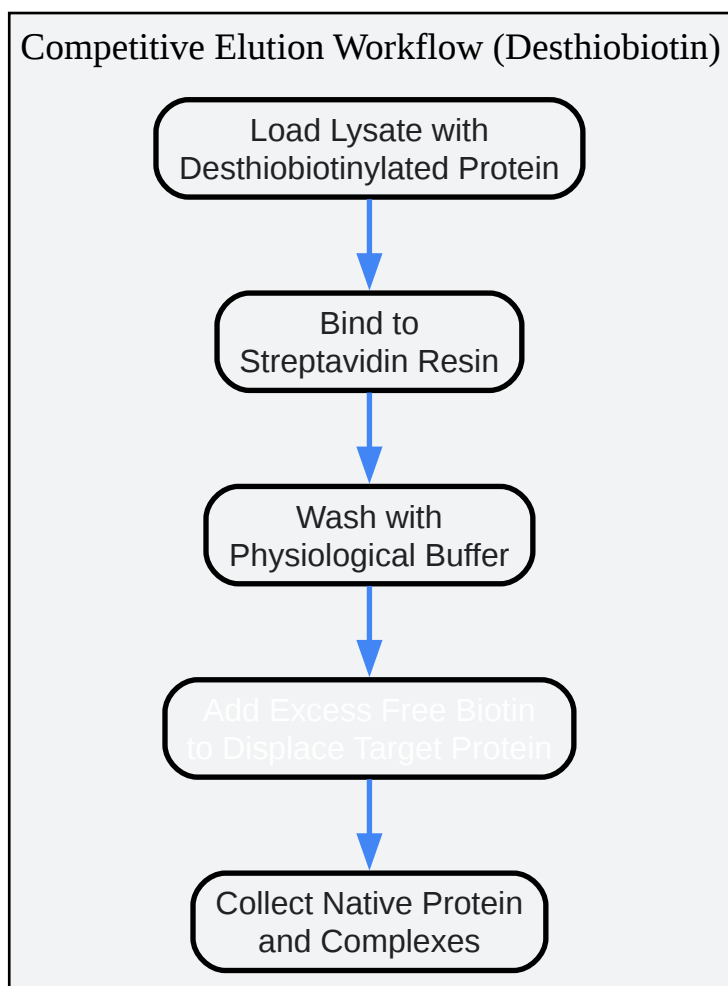 Competitive Elution Workflow (Desthiobiotin)
Load Lysate with
Desthiobiotinylated Protein
Bind to
Streptavidin Resin
Wash with
Physiological Buffer
Add Excess Free Biotin
to Displace Target Protein
Collect Native Protein
and Complexes